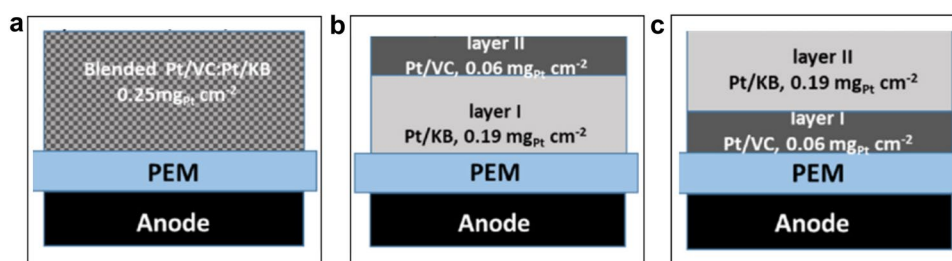 a
Blended Pt/VC:Pt/KB
0.25mgPt cm-2
PEM
Anode
b
layer II
Pt/VC, 0.06 mgPt cm-2
layer I
Pt/KB, 0.19 mgPt cm-2
PEM
Anode
c
layer II
Pt/KB, 0.19 mgPt cm-2
layer I
Pt/VC, 0.06 mgPt cm-2
PEM
Anode